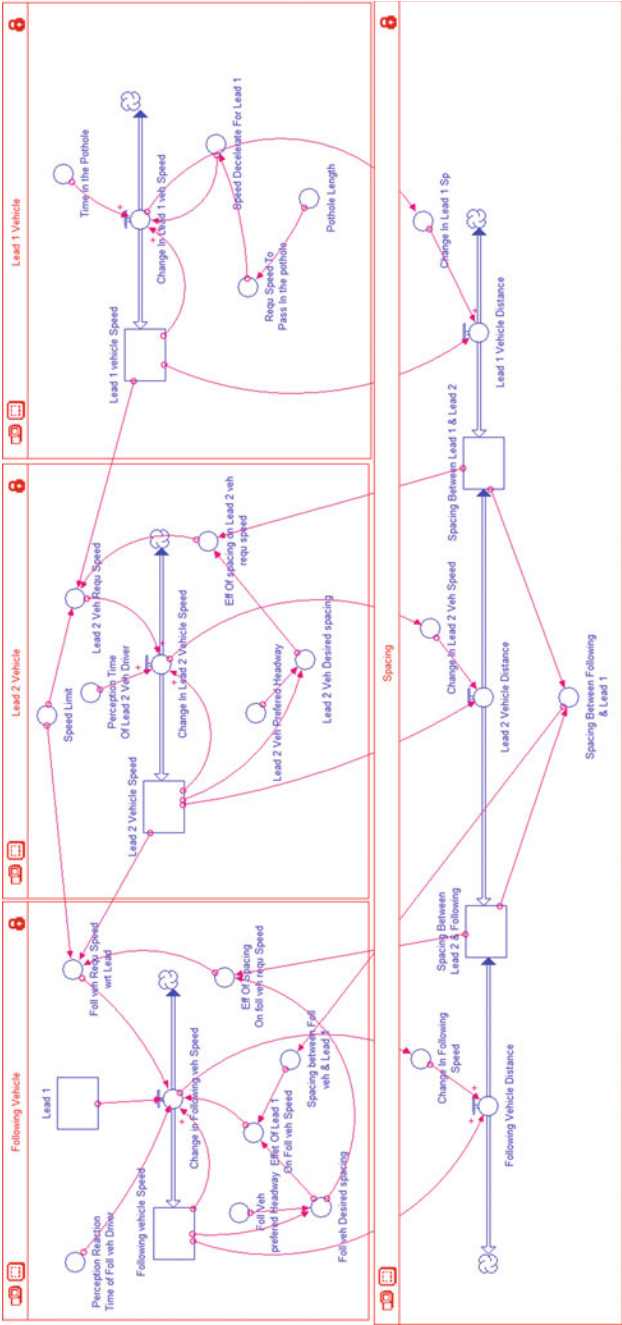 Following Vehicle
Perception Reaction
Time of Foll veh Driver
Lead 1
Foll veh Requ Speed
wrt Lead
Following vehicle Speed
Change in Following veh Speed
Eff Of Spacing
On foll veh requ Speed
Foll Veh
prefered Headway
Effet Of Lead 1
On Foll veh Speed
Spacing between Foll
veh & Lead 1
Foll veh Desired spacing
Lead 2 Vehicle
Speed Limit
Lead 2 Veh Requ Speed
Perception Time
Of Lead 2 Veh Driver
Lead 2 Vehicle Speed
Change In Lead 2 Vehicle Speed
Eff Of spacing on Lead 2 veh
requ speed
Lead 2 Veh Prefered Headway
Lead 2 Veh Desired spacing
Lead 1 Vehicle
Time in the Pothole
Lead 1 vehicle Speed
Change In Lead 1 veh Speed
Speed Decelerate For Lead 1
Requ Speed To
Pass In the pothole
Pothole Length
Spacing
Change In Following
Speed
Following Vehicle Distance
Spacing Between
Lead 2 & Following
Change In Lead 2 Veh Speed
Lead 2 Vehicle Distance
Spacing Between Lead 1 & Lead 2
Change In Lead 1 Sp
Lead 1 Vehicle Distance
Spacing Between Following
& Lead 1